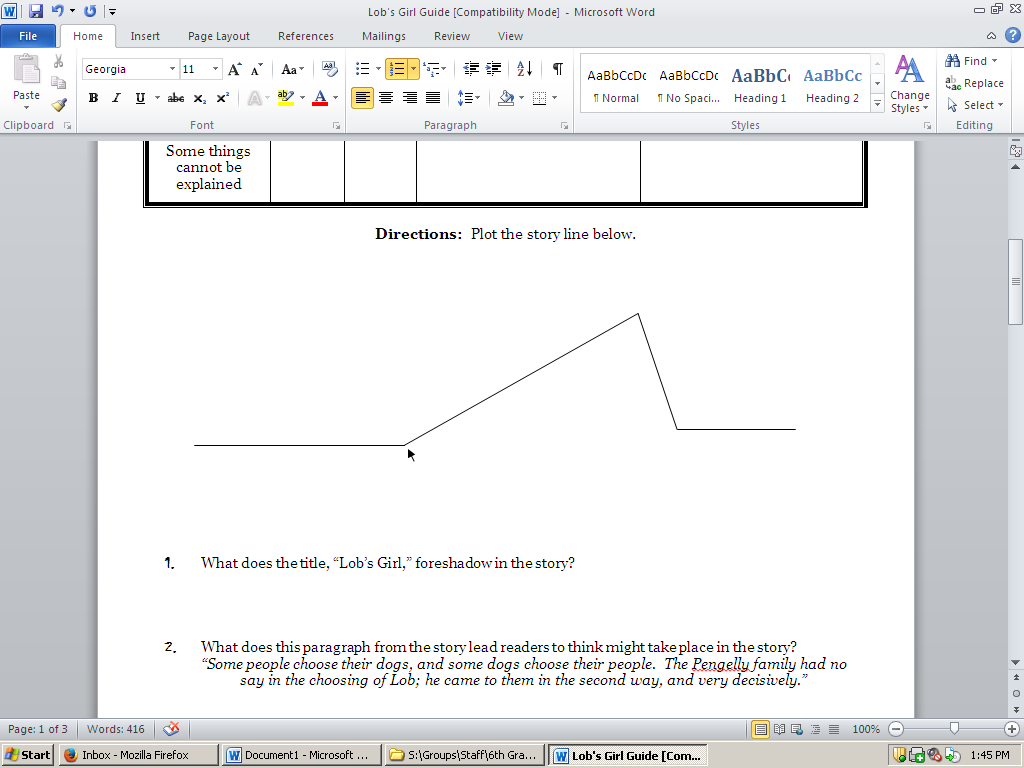 Lob's Girl Guide [Compatibility Mode] - Microsoft Word
File Home Insert Page Layout References Mailings Review View
Georgia 11 Aa AaBbCcDc AaBbCcDc AaBbC AaBbCc Find
Paste B I U abc x₂ x² A ab A ¶ Normal ¶ No Spaci... Heading 1 Heading 2 Change Styles Replace
Select
Clipboard Font Paragraph Styles Editing
Some things
cannot be
explained
Directions: Plot the story line below.
1. What does the title, “Lob’s Girl,” foreshadow in the story?
2. What does this paragraph from the story lead readers to think might take place in the story?
“Some people choose their dogs, and some dogs choose their people. The Pengelly family had no
say in the choosing of Lob; he came to them in the second way, and very decisively.”
Page: 1 of 3 Words: 416 100%
Start Inbox - Mozilla Firefox Document1 - Microsoft ... S:\Groups\Staff\6th Gra... Lob's Girl Guide [Com... 1:45 PM